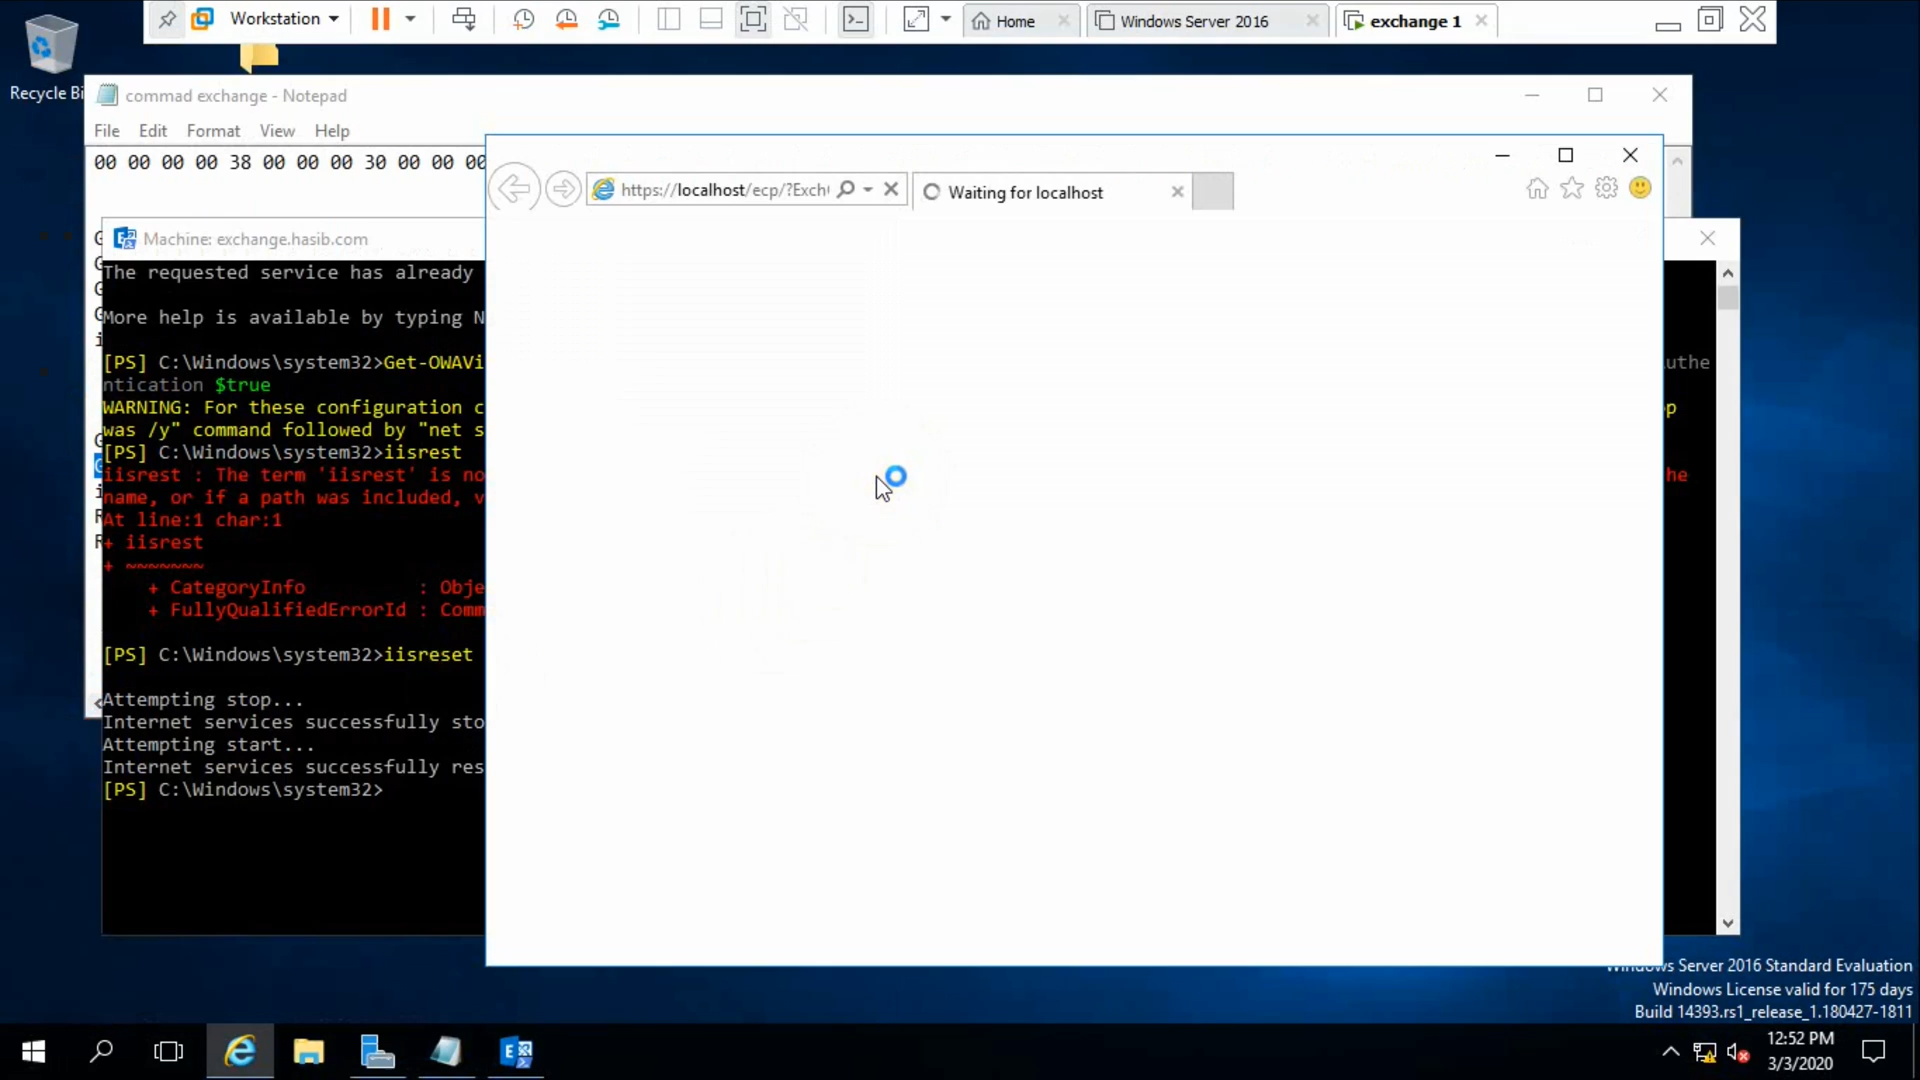 Workstation
Home
Windows Server 2016
exchange 1
Recycle Bi
commad exchange - Notepad
File Edit Format View Help
00 00 00 00 38 00 00 00 30 00 00 00
https://localhost/ecp/?Exch
Waiting for localhost
Machine: exchange.hasib.com
The requested service has already
More help is available by typing N
[PS] C:\Windows\system32>Get-OWAVi
uthe
ntication $true
WARNING: For these configuration c
p
was /y" command followed by "net s
[PS] C:\Windows\system32>iisrest
iisrest : The term 'iisrest' is no
he
name, or if a path was included, v
At line:1 char:1
+ iisrest
+ ~~~~~~~
+ CategoryInfo : Obje
+ FullyQualifiedErrorId : Comm
[PS] C:\Windows\system32>iisreset
Attempting stop...
Internet services successfully sto
Attempting start...
Internet services successfully res
[PS] C:\Windows\system32>
Windows Server 2016 Standard Evaluation
Windows License valid for 175 days
Build 14393.rs1_release_1.180427-1811
12:52 PM
3/3/2020